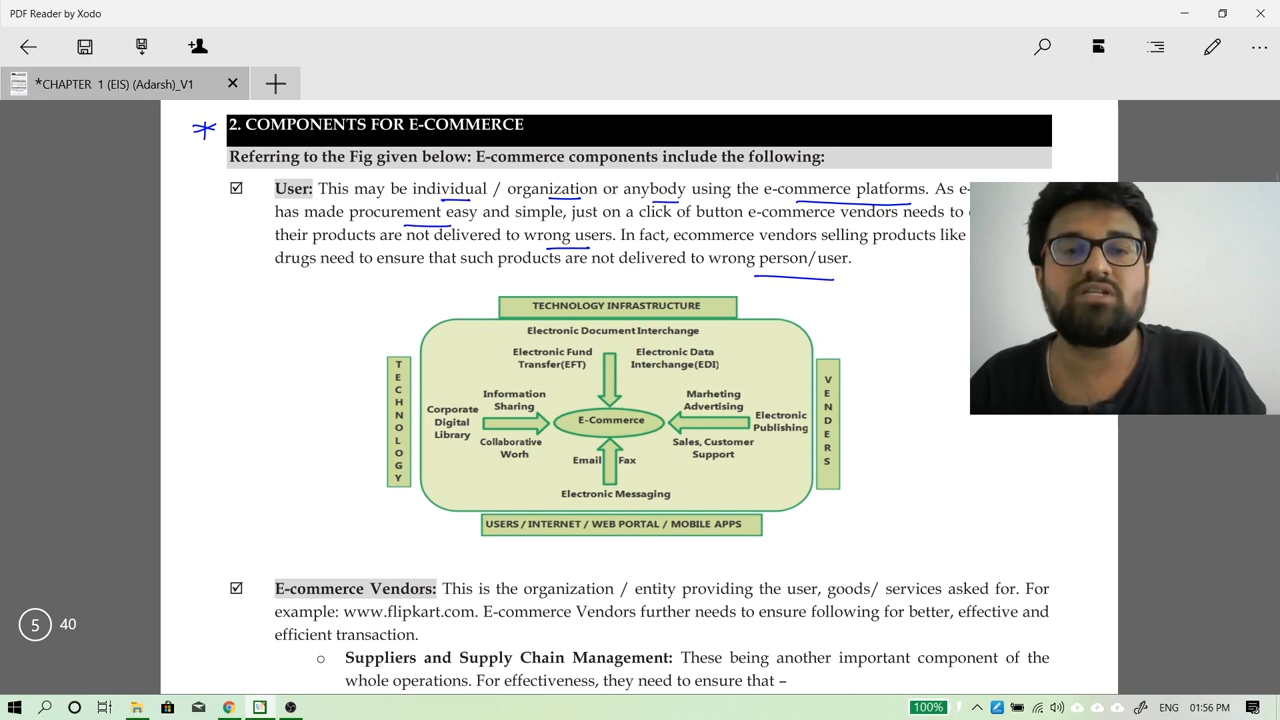 PDF Reader by Xodo
*CHAPTER 1 (EIS) (Adarsh)_V1
2. COMPONENTS FOR E-COMMERCE
Referring to the Fig given below: E-commerce components include the following:
User: This may be individual / organization or anybody using the e-commerce platforms. As e-
has made procurement easy and simple, just on a click of button e-commerce vendors needs to
their products are not delivered to wrong users. In fact, ecommerce vendors selling products like
drugs need to ensure that such products are not delivered to wrong person/user.
TECHNOLOGY INFRASTRUCTURE
Electronic Document Interchange
Electronic Fund
Transfer(EFT)
Electronic Data
Interchange(EDI)
TECHNOLOGY
Information
Sharing
Corporate
Digital
Library
Collaborative
Worh
E-Commerce
Marheting
Advertising
Electronic
Publishing
Sales, Customer
Support
VENDERS
Email Fax
Electronic Messaging
USERS / INTERNET / WEB PORTAL / MOBILE APPS
E-commerce Vendors: This is the organization / entity providing the user, goods/ services asked for. For
example: www.flipkart.com. E-commerce Vendors further needs to ensure following for better, effective and
efficient transaction.
o Suppliers and Supply Chain Management: These being another important component of the
whole operations. For effectiveness, they need to ensure that –
5 40
100% ENG 01:56 PM